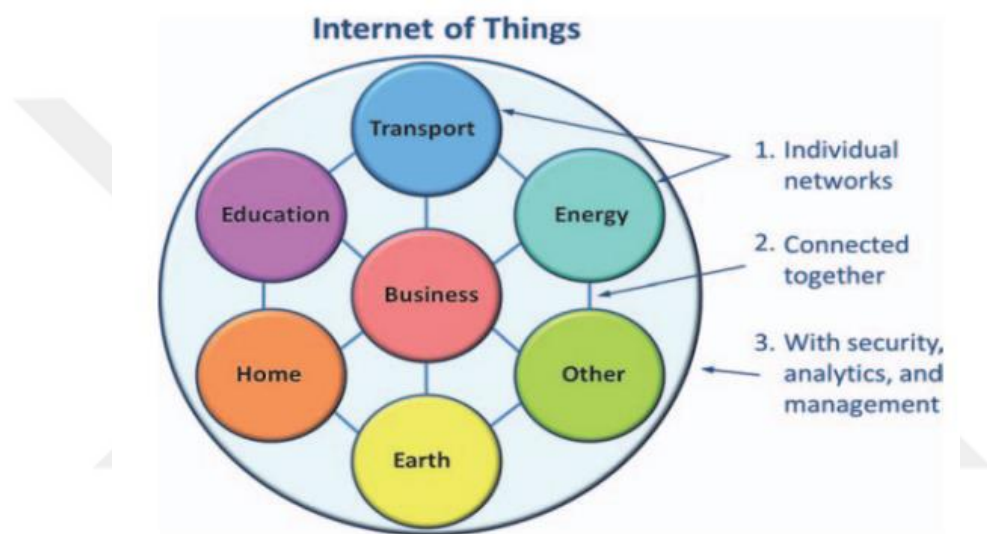 Internet of Things
Transport
Education
Energy
Business
Home
Other
Earth
1. Individual
networks
2. Connected
together
3. With security,
analytics, and
management